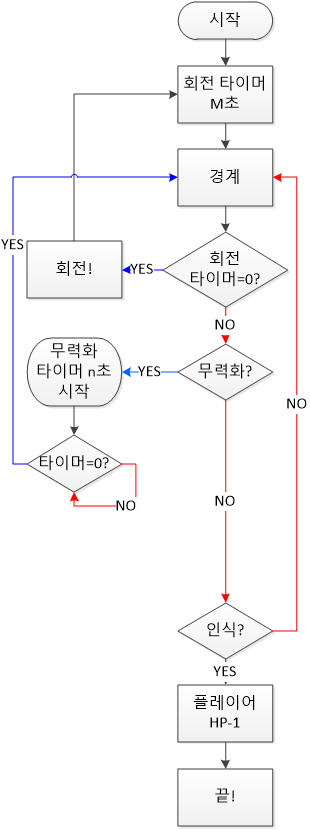 시작
회전 타이머
M초
경계
회전
타이머=0?
YES
회전!
YES
NO
무력화?
YES
무력화
타이머 n초
시작
타이머=0?
NO
NO
NO
인식?
YES
플레이어
HP-1
끝!